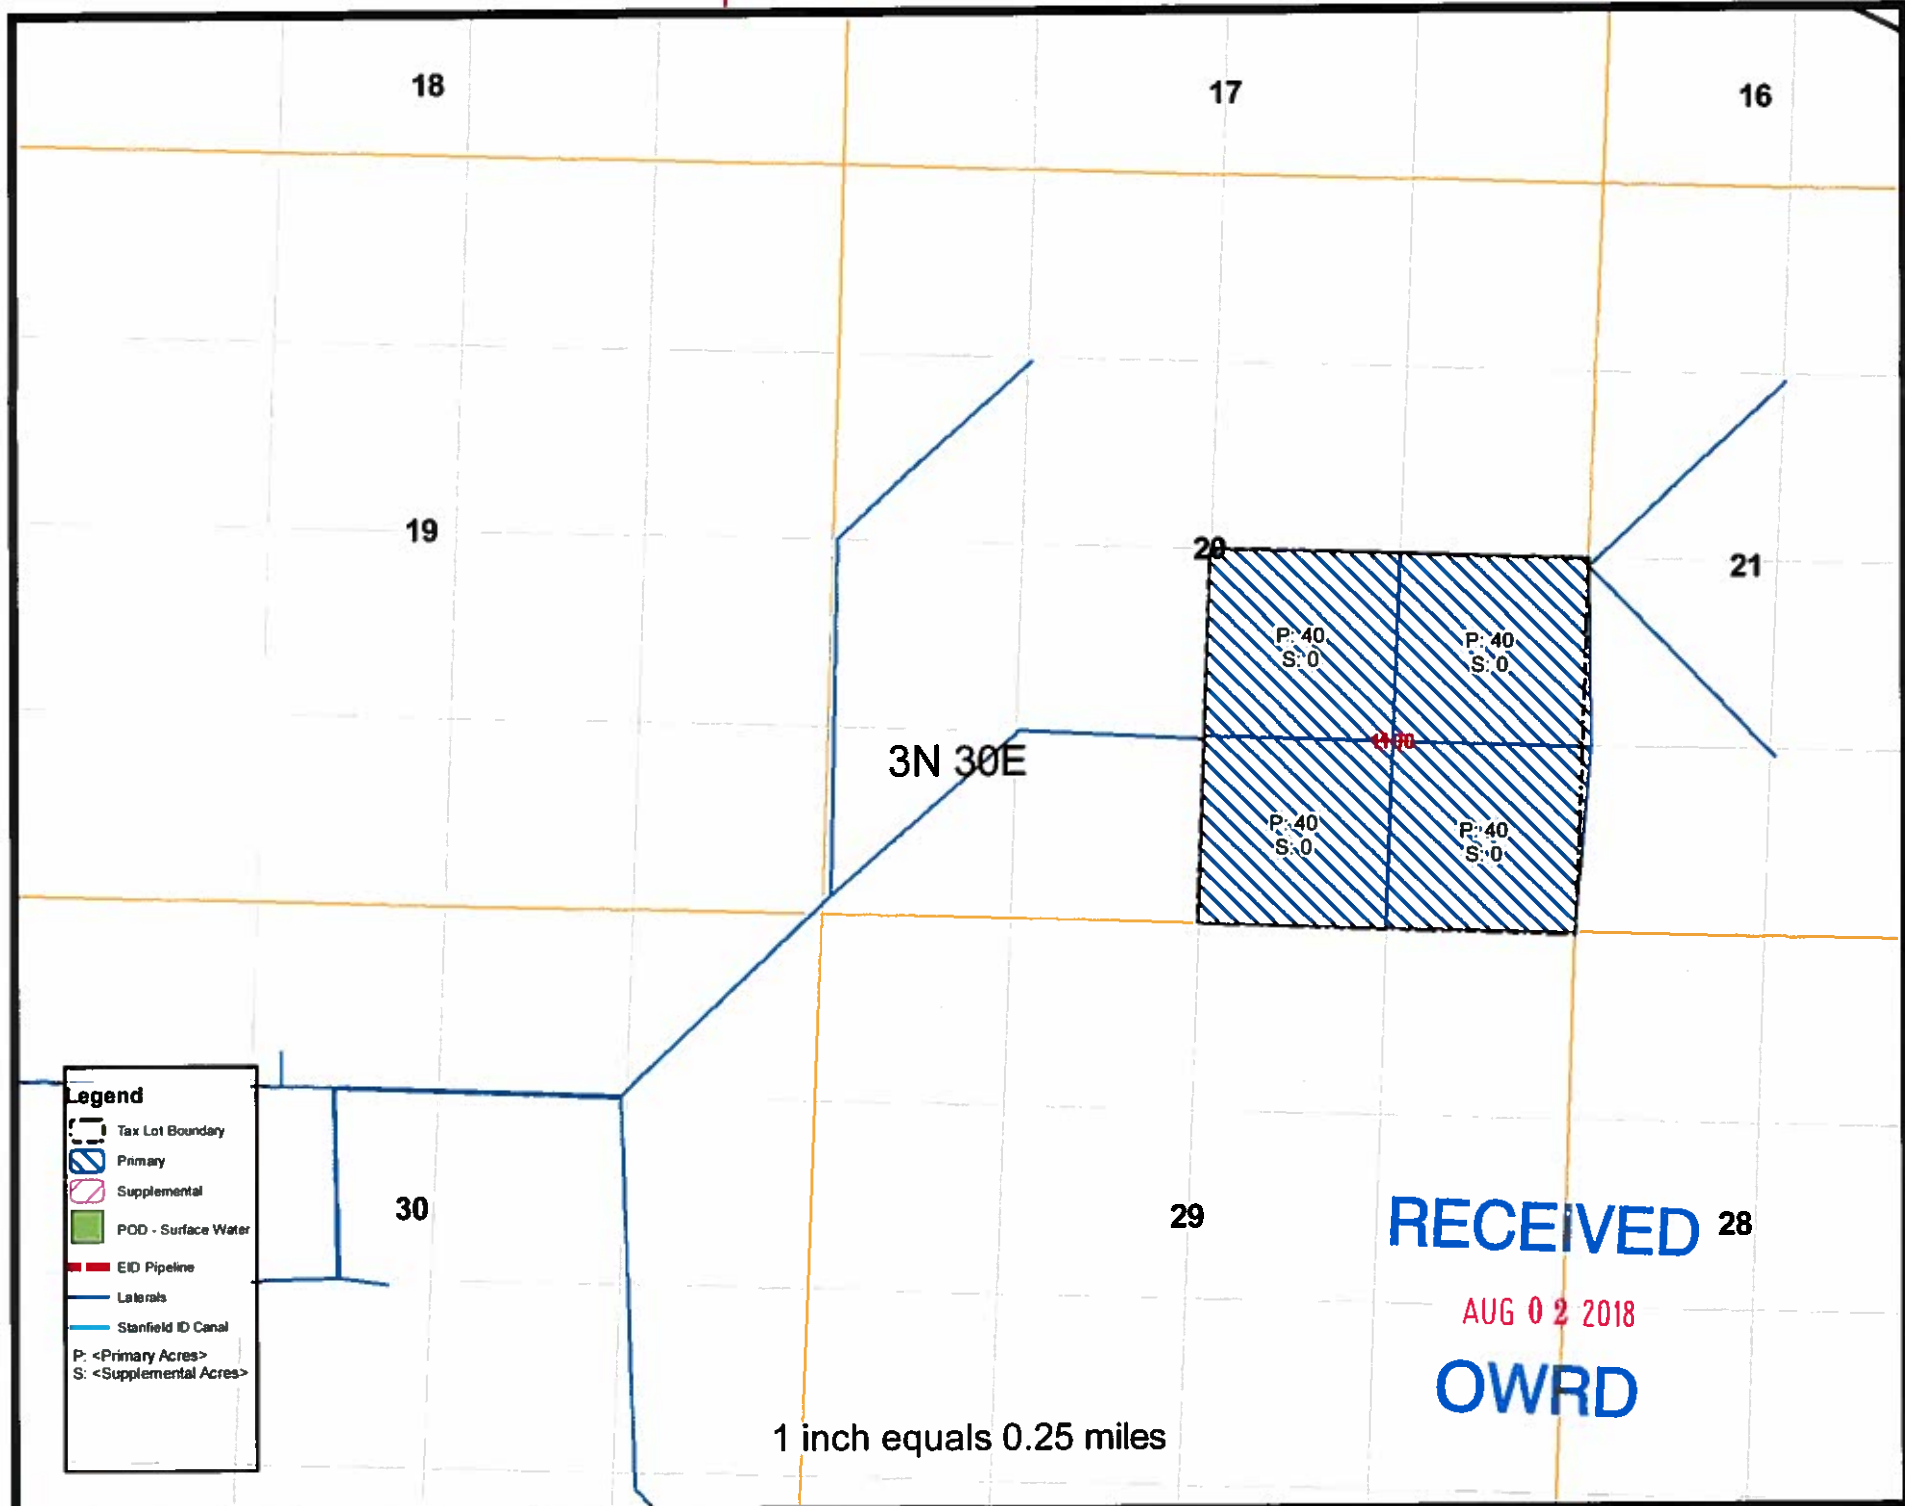 18
17
16
19
20
21
P: 40
S: 0
P: 40
S: 0
3N 30E
P: 40
S: 0
P: 40
S: 0
Legend
Tax Lot Boundary
Primary
Supplemental
POD - Surface Water
EID Pipeline
Laterals
Stanfield ID Canal
P: <Primary Acres>
S: <Supplemental Acres>
30
29
28
RECEIVED
AUG 02 2018
OWRD
1 inch equals 0.25 miles